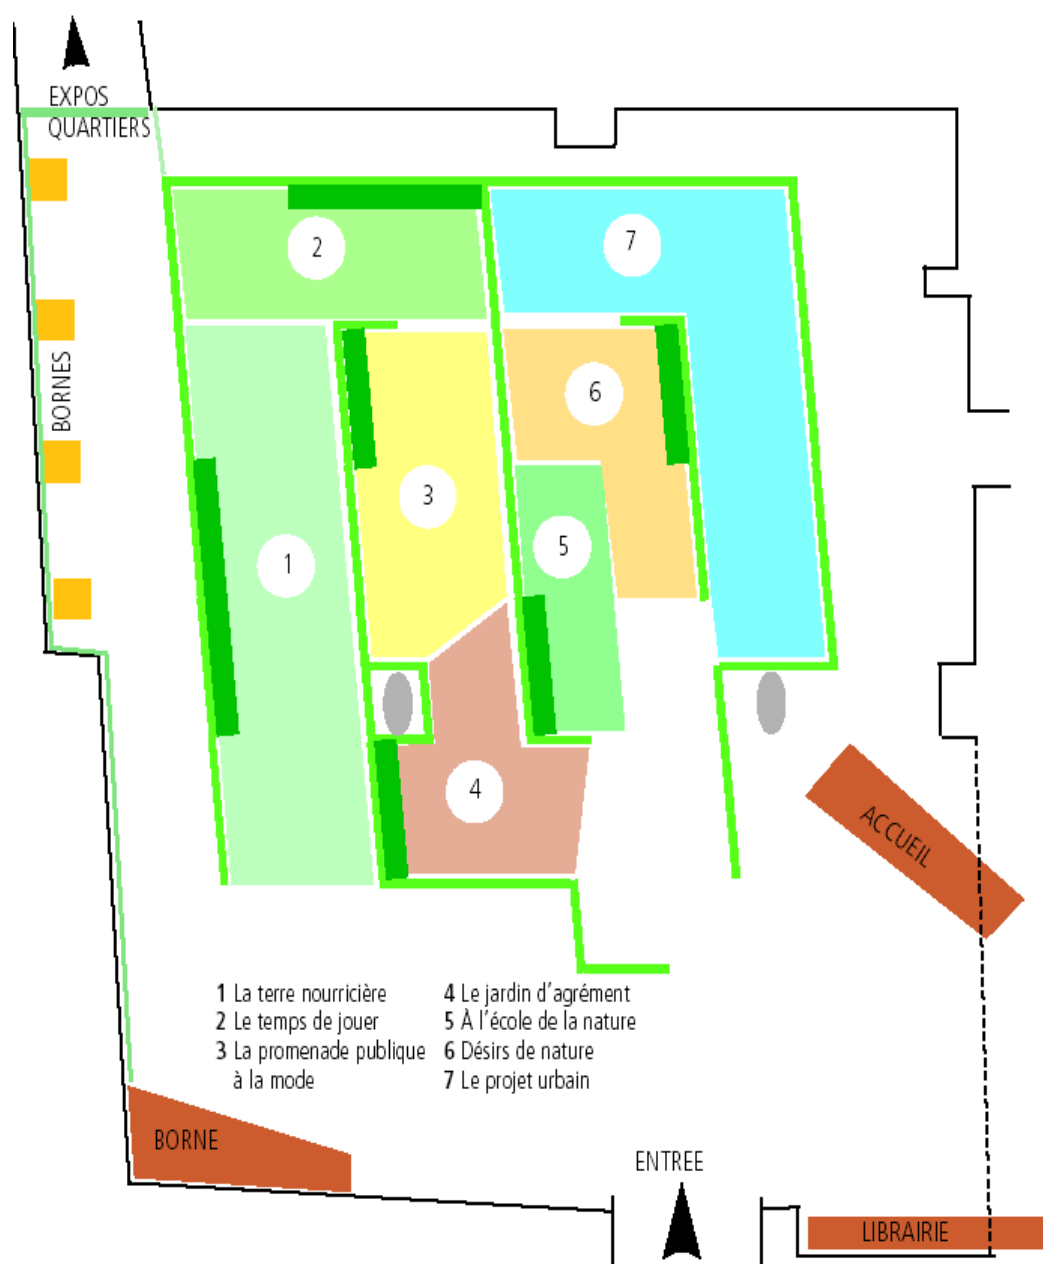 EXPOS
QUARTIERS
2
7
BORNES
6
3
5
1
4
ACCUEIL
1 La terre nourricière
2 Le temps de jouer
3 La promenade publique
à la mode
4 Le jardin d'agrément
5 À l'école de la nature
6 Désirs de nature
7 Le projet urbain
BORNE
ENTREE
LIBRAIRIE